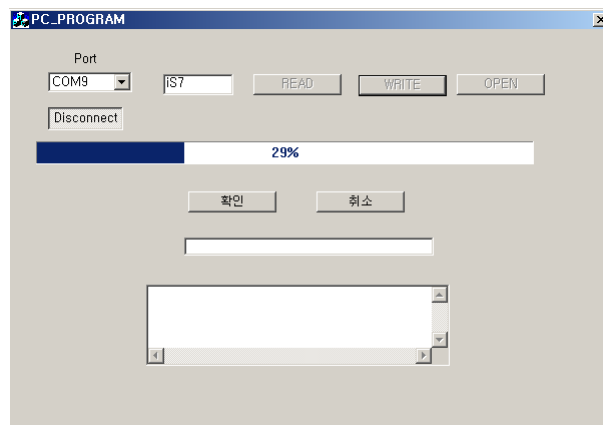 PC_PROGRAM
Port
COM9 iS7 READ WRITE OPEN
Disconnect
29%
확인 취소